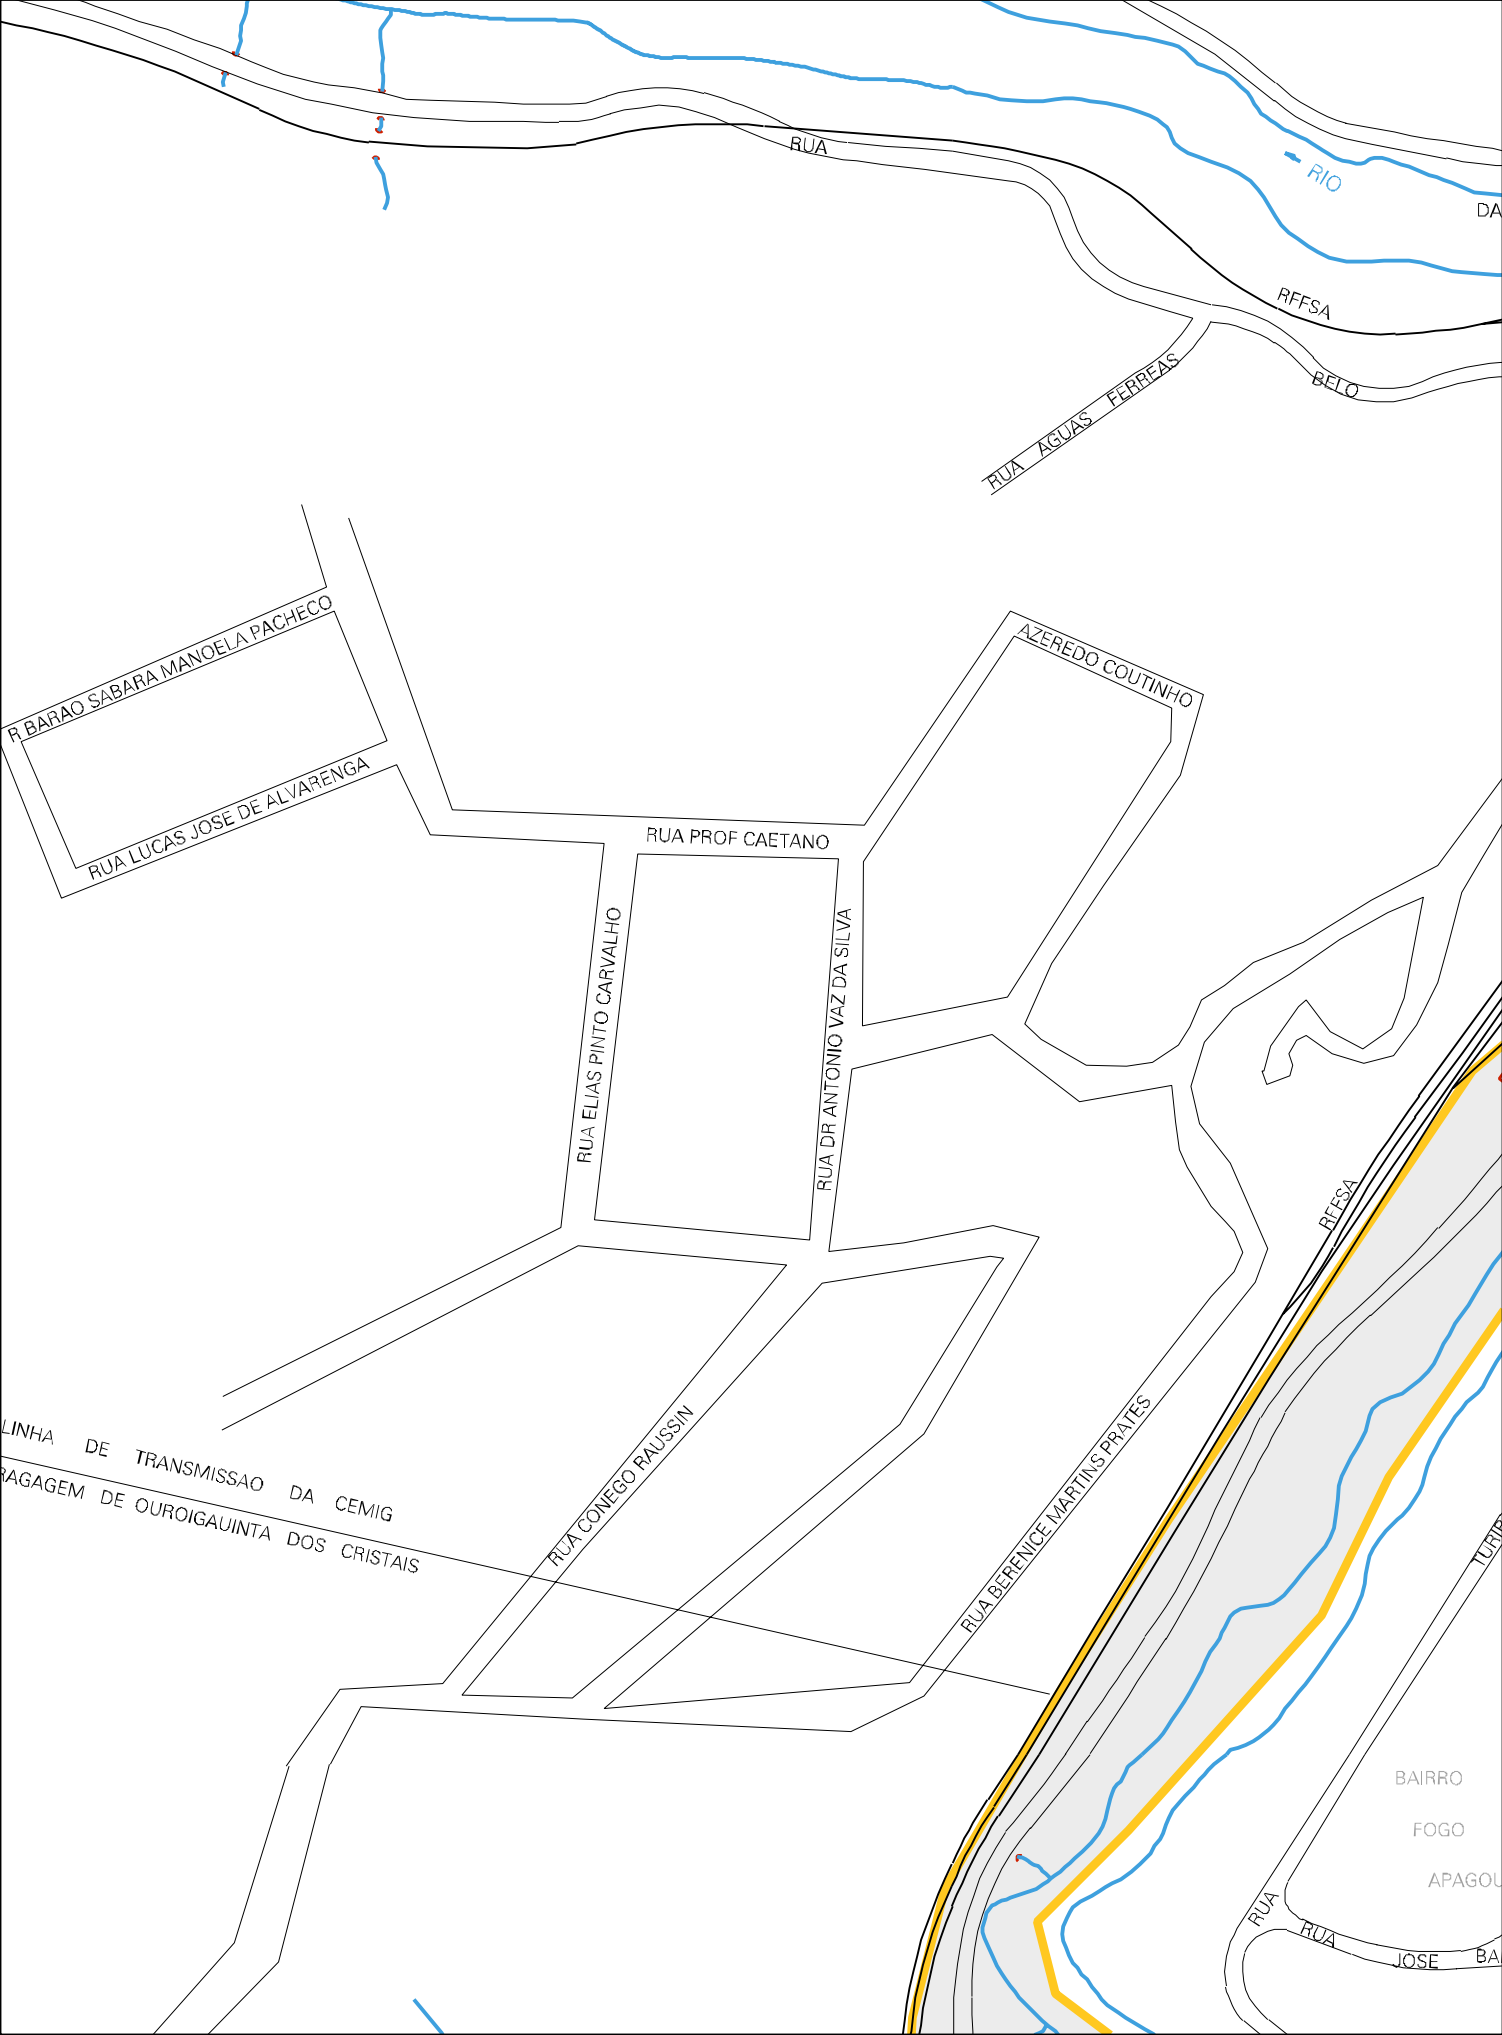 RUA
RIO
DA
RFFSA
BELO
RUA AGUAS FERREAS
R BARAO SABARA MANOELA PACHECO
AZEREDO COUTINHO
RUA LUCAS JOSE DE ALVARENGA
RUA PROF CAETANO
RUA ELIAS PINTO CARVALHO
RUA DR ANTONIO VAZ DA SILVA
RFFSA
LINHA DE TRANSMISSAO DA CEMIG
RAGAGEM DE OUROIGAUINTA DOS CRISTAIS
RUA CONEGO RAUSSIN
RUA BERENICE MARTINS PRATES
TURIB
BAIRRO
FOGO
APAGOU
RUA
RUA
JOSE
BA